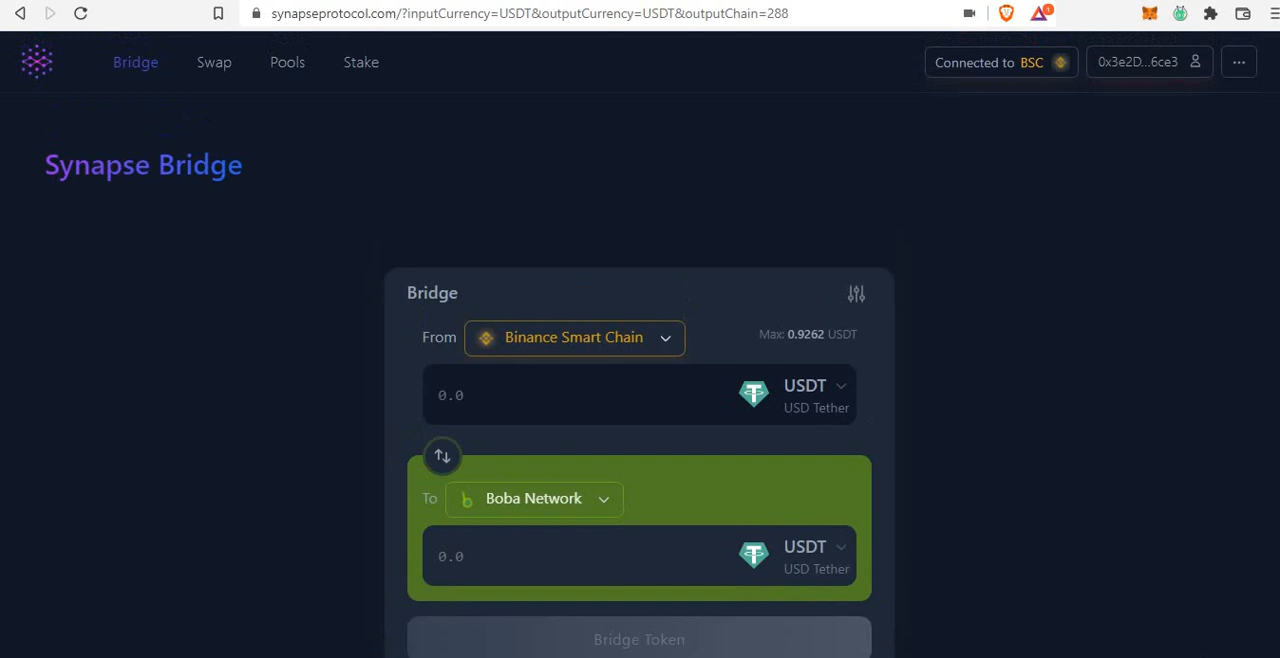 synapseprotocol.com/?inputCurrency=USDT&outputCurrency=USDT&outputChain=288
1
Bridge Swap Pools Stake
Connected to BSC
0x3e2D...6ce3
...
Synapse Bridge
Bridge
From Binance Smart Chain
Max: 0.9262 USDT
0.0
USDT
USD Tether
To Boba Network
0.0
USDT
USD Tether
Bridge Token